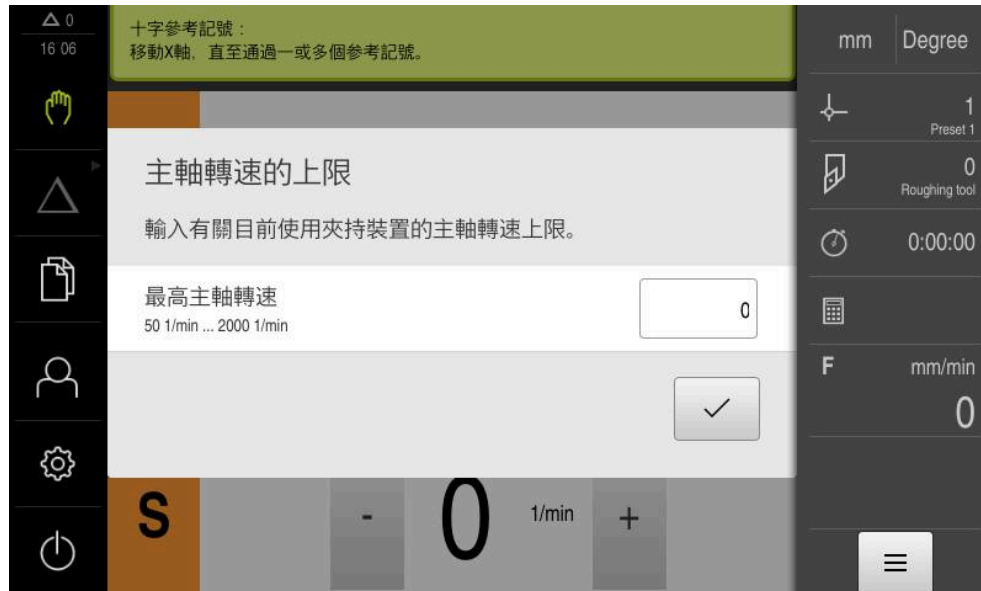 0
16 06
十字參考記號：
移動X軸，直至通過一或多個參考記號。
mm Degree
1
Preset 1
0
Roughing tool
0:00:00
F mm/min
0
主軸轉速的上限
輸入有關目前使用夾持裝置的主軸轉速上限。
最高主軸轉速
50 1/min ... 2000 1/min
0
S - 0 1/min +